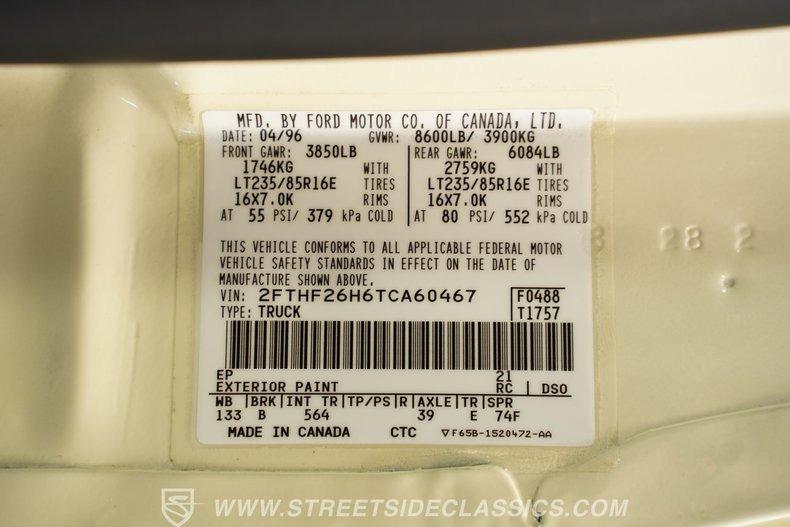 MFD. BY FORD MOTOR CO. OF CANADA, LTD.
DATE: 04/96 GVWR: 8600LB/ 3900KG
FRONT GAWR: 3850LB REAR GAWR: 6084LB
1746KG WITH 2759KG WITH
LT235/85R16E TIRES LT235/85R16E TIRES
16X7.0K RIMS 16X7.0K RIMS
AT 55 PSI/ 379 kPa COLD AT 80 PSI/ 552 kPa COLD
THIS VEHICLE CONFORMS TO ALL APPLICABLE FEDERAL MOTOR
VEHICLE SAFETY STANDARDS IN EFFECT ON THE DATE OF
MANUFACTURE SHOWN ABOVE.
VIN: 2FTHF26H6TCA60467 F0488
TYPE: TRUCK T1757
EP 21
EXTERIOR PAINT RC DSO
WB BRK INT TR TP/PS R AXLE TR SPR
133 B 564 39 E 74F
MADE IN CANADA CTC F65B-1520472-AA
28 2
WWW.STREETSIDECLASSICS.COM